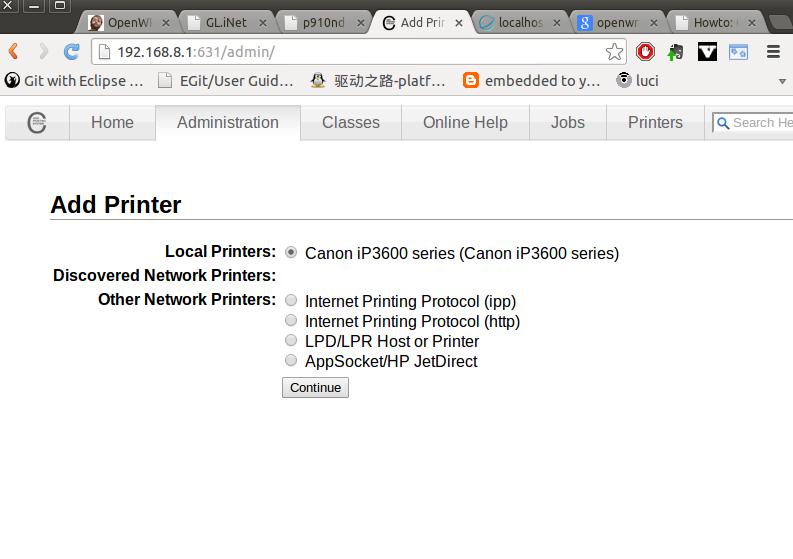 OpenWi
GL.iNet
p910nd
Add Prin
localhos
openwr
Howto:
192.168.8.1:631/admin/
Git with Eclipse ...
EGit/User Guid...
驱动之路-platf...
embedded to y...
luci
Home
Administration
Classes
Online Help
Jobs
Printers
Search He
Add Printer
Local Printers: Canon iP3600 series (Canon iP3600 series)
Discovered Network Printers:
Other Network Printers: Internet Printing Protocol (ipp)
Internet Printing Protocol (http)
LPD/LPR Host or Printer
AppSocket/HP JetDirect
Continue